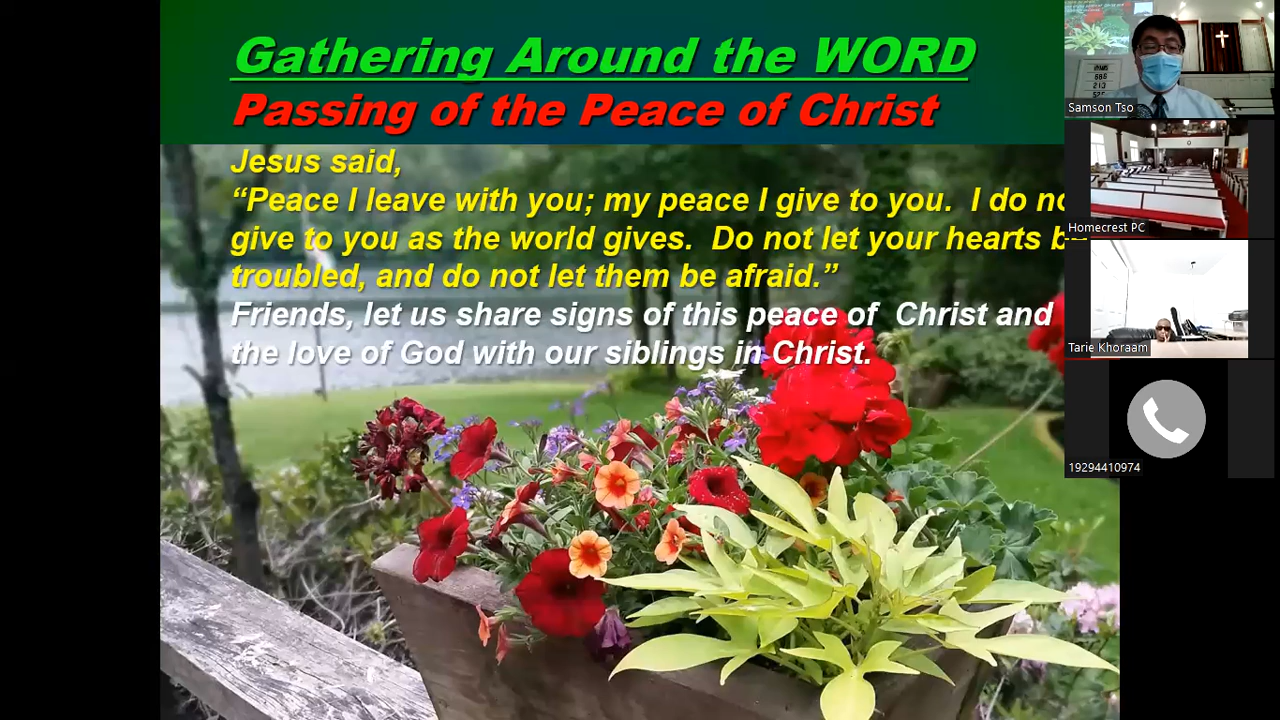 Gathering Around the WORD
Passing of the Peace of Christ
Jesus said,
“Peace I leave with you; my peace I give to you. I do
give to you as the world gives. Do not let your hearts
troubled, and do not let them be afraid.”
Friends, let us share signs of this peace of Christ and
the love of God with our siblings in Christ.
Samson Tso
Homecrest PC
Tarie Khoraam
19294410974